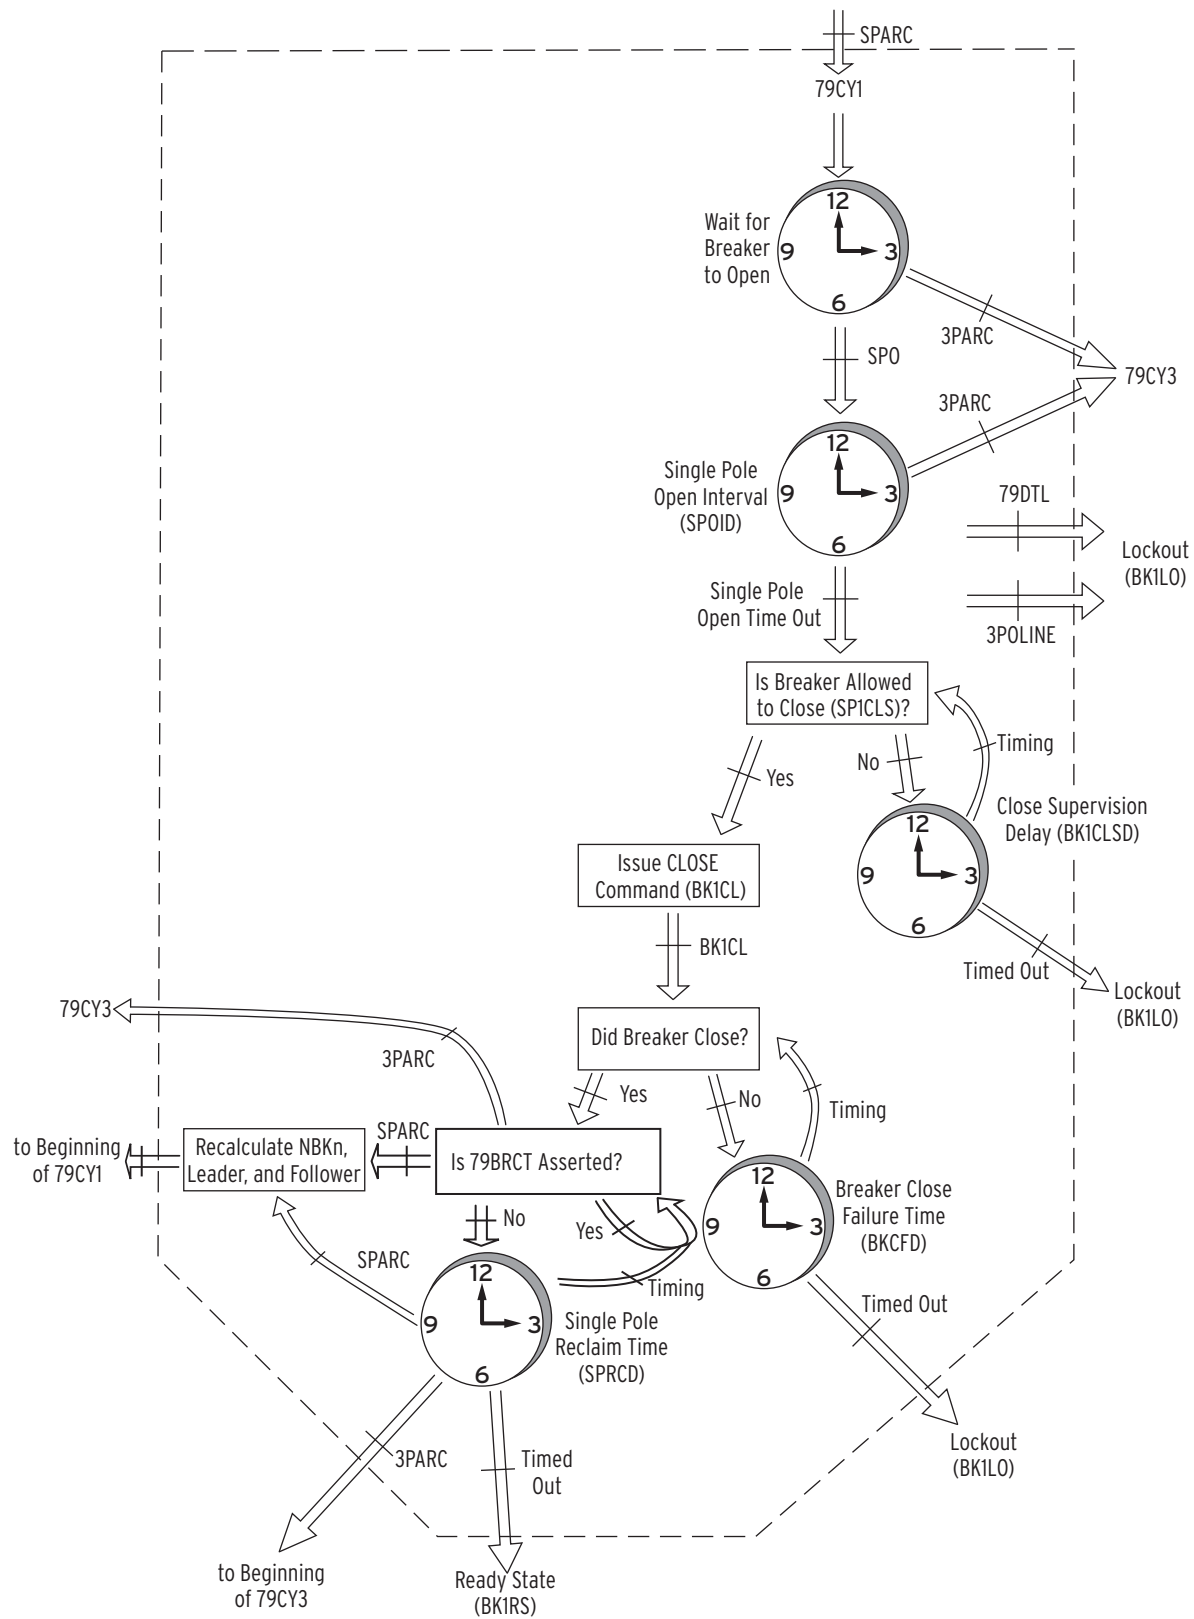 SPARC
79CY1
Wait for
Breaker
to Open
12
9
3
6
3PARC
SPO
79CY3
3PARC
Single Pole
Open Interval
(SPOID)
12
9
3
6
79DTL
Lockout
(BK1LO)
3POLINE
Single Pole
Open Time Out
Is Breaker Allowed
to Close (SP1CLS)?
Timing
No
Yes
Close Supervision
Delay (BK1CLSD)
12
9
3
6
Issue CLOSE
Command (BK1CL)
BK1CL
Timed Out
Lockout
(BK1LO)
79CY3
3PARC
Did Breaker Close?
Yes
No
Timing
to Beginning
of 79CY1
Recalculate NBKn,
Leader, and Follower
SPARC
Is 79BRCT Asserted?
12
9
3
6
Breaker Close
Failure Time
(BKCFD)
No
Yes
SPARC
Timing
12
9
3
6
Single Pole
Reclaim Time
(SPRCD)
Timed Out
Lockout
(BK1LO)
3PARC
Timed
Out
to Beginning
of 79CY3
Ready State
(BK1RS)